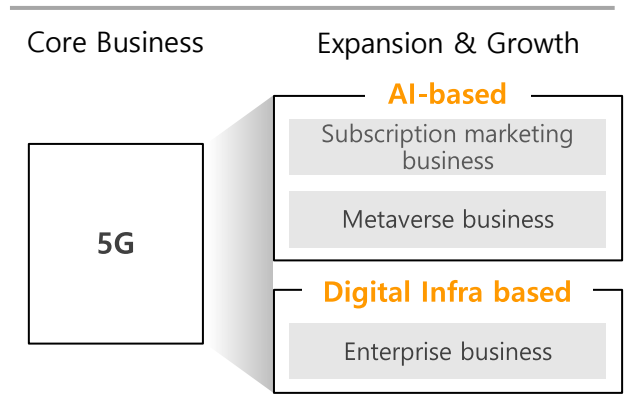 Core Business
Expansion & Growth
5G
AI-based
Subscription marketing
business
Metaverse business
Digital Infra based
Enterprise business